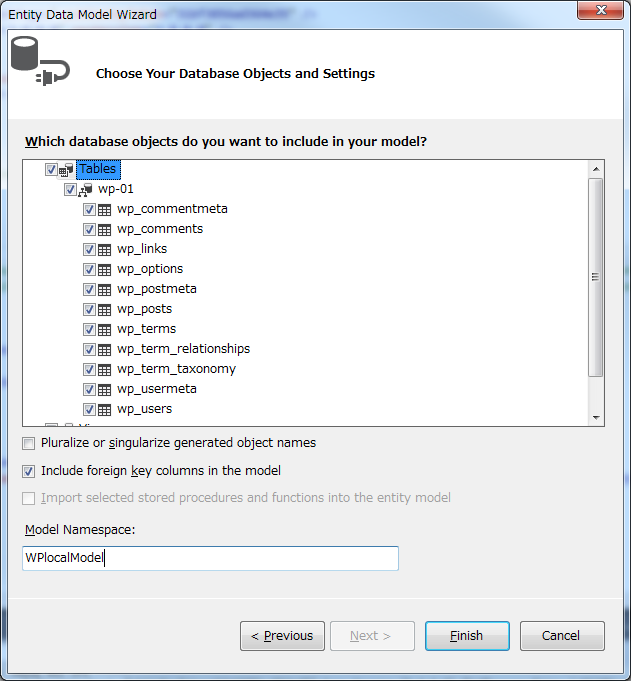 Entity Data Model Wizard
Choose Your Database Objects and Settings
Which database objects do you want to include in your model?
Tables
wp-01
wp_commentmeta
wp_comments
wp_links
wp_options
wp_postmeta
wp_posts
wp_terms
wp_term_relationships
wp_term_taxonomy
wp_usermeta
wp_users
Pluralize or singularize generated object names
Include foreign key columns in the model
Import selected stored procedures and functions into the entity model
Model Namespace:
WPlocalModel
< Previous
Next >
Finish
Cancel